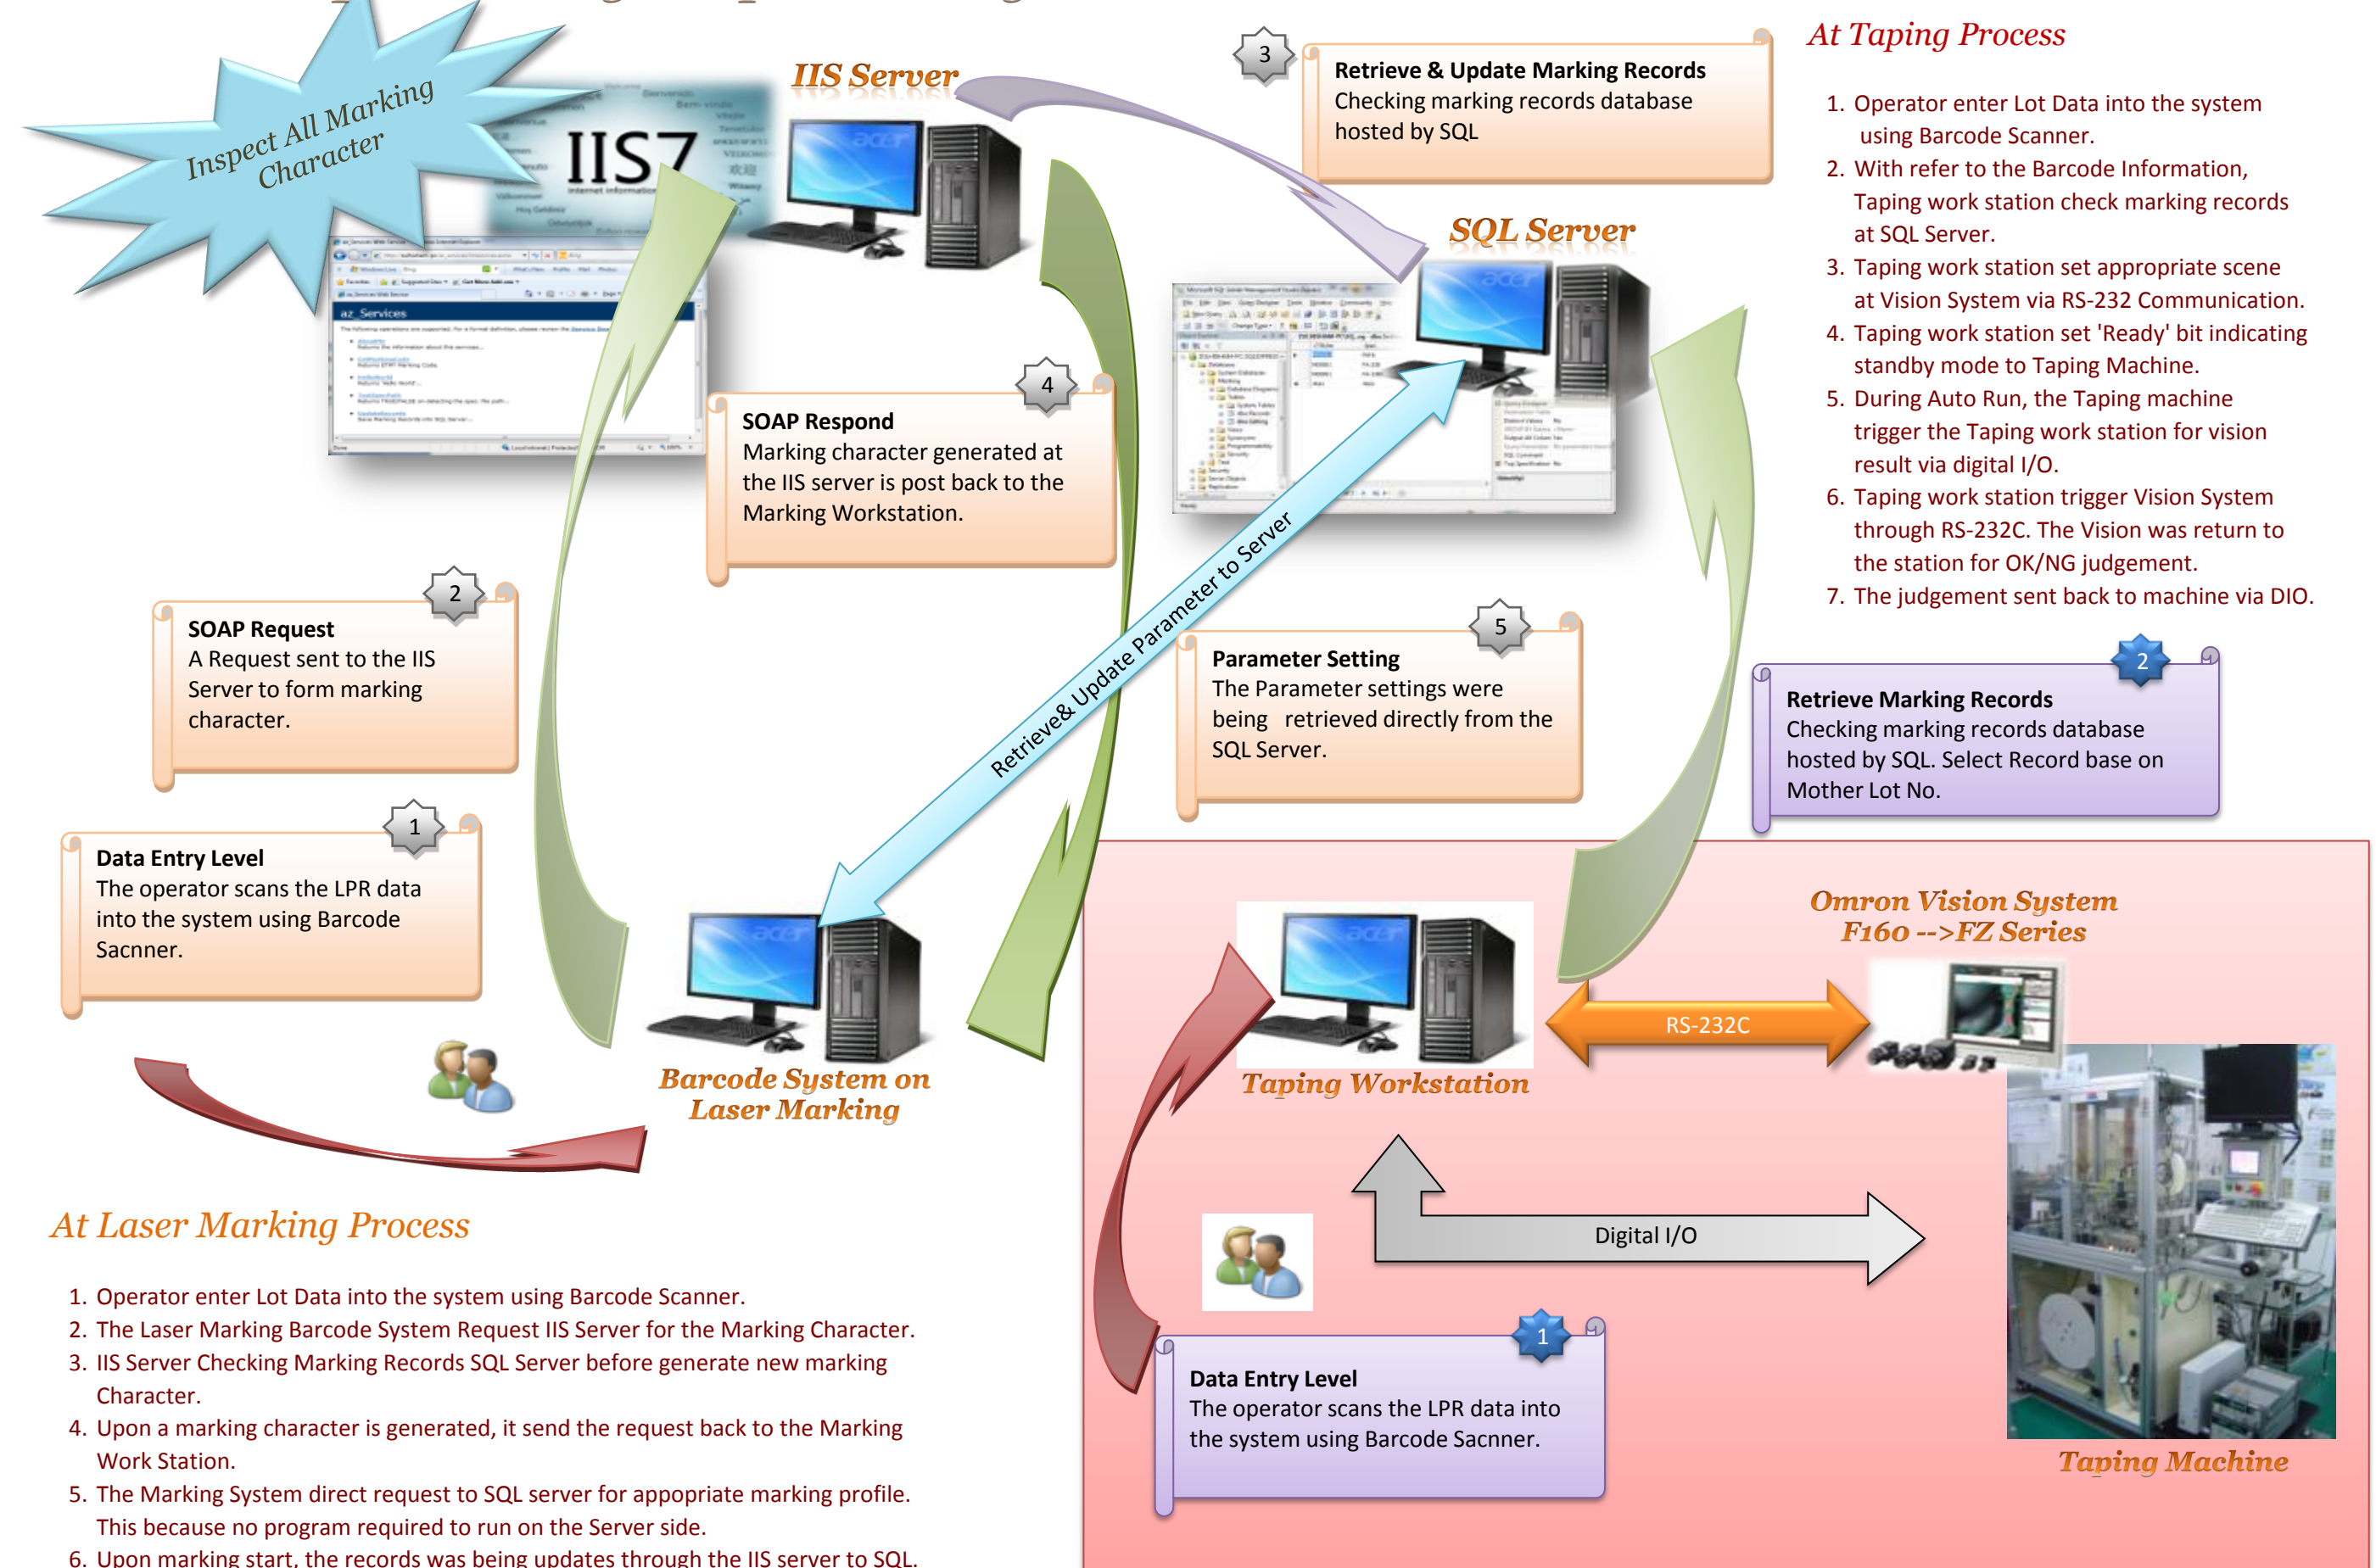 Inspect All Marking
Character
IIS7
internet information
IIS Server
az_Services
SOAP Respond
Marking character generated at
the IIS server is post back to the
Marking Workstation.
4
3
Retrieve & Update Marking Records
Checking marking records database
hosted by SQL
SQL Server
At Taping Process
1. Operator enter Lot Data into the system
using Barcode Scanner.
2. With refer to the Barcode Information,
Taping work station check marking records
at SQL Server.
3. Taping work station set appropriate scene
at Vision System via RS-232 Communication.
4. Taping work station set 'Ready' bit indicating
standby mode to Taping Machine.
5. During Auto Run, the Taping machine
trigger the Taping work station for vision
result via digital I/O.
6. Taping work station trigger Vision System
through RS-232C. The Vision was return to
the station for OK/NG judgement.
7. The judgement sent back to machine via DIO.
2
SOAP Request
A Request sent to the IIS
Server to form marking
character.
Retrieve& Update Parameter to Server
5
Parameter Setting
The Parameter settings were
being   retrieved directly from the
SQL Server.
2
Retrieve Marking Records
Checking marking records database
hosted by SQL. Select Record base on
Mother Lot No.
1
Data Entry Level
The operator scans the LPR data
into the system using Barcode
Sacnner.
Barcode System on
Laser Marking
Omron Vision System
F160 -->FZ Series
RS-232C
Taping Workstation
Digital I/O
Taping Machine
1
Data Entry Level
The operator scans the LPR data into
the system using Barcode Sacnner.
At Laser Marking Process
1. Operator enter Lot Data into the system using Barcode Scanner.
2. The Laser Marking Barcode System Request IIS Server for the Marking Character.
3. IIS Server Checking Marking Records SQL Server before generate new marking
Character.
4. Upon a marking character is generated, it send the request back to the Marking
Work Station.
5. The Marking System direct request to SQL server for appopriate marking profile.
This because no program required to run on the Server side.
6. Upon marking start, the records was being updates through the IIS server to SQL.